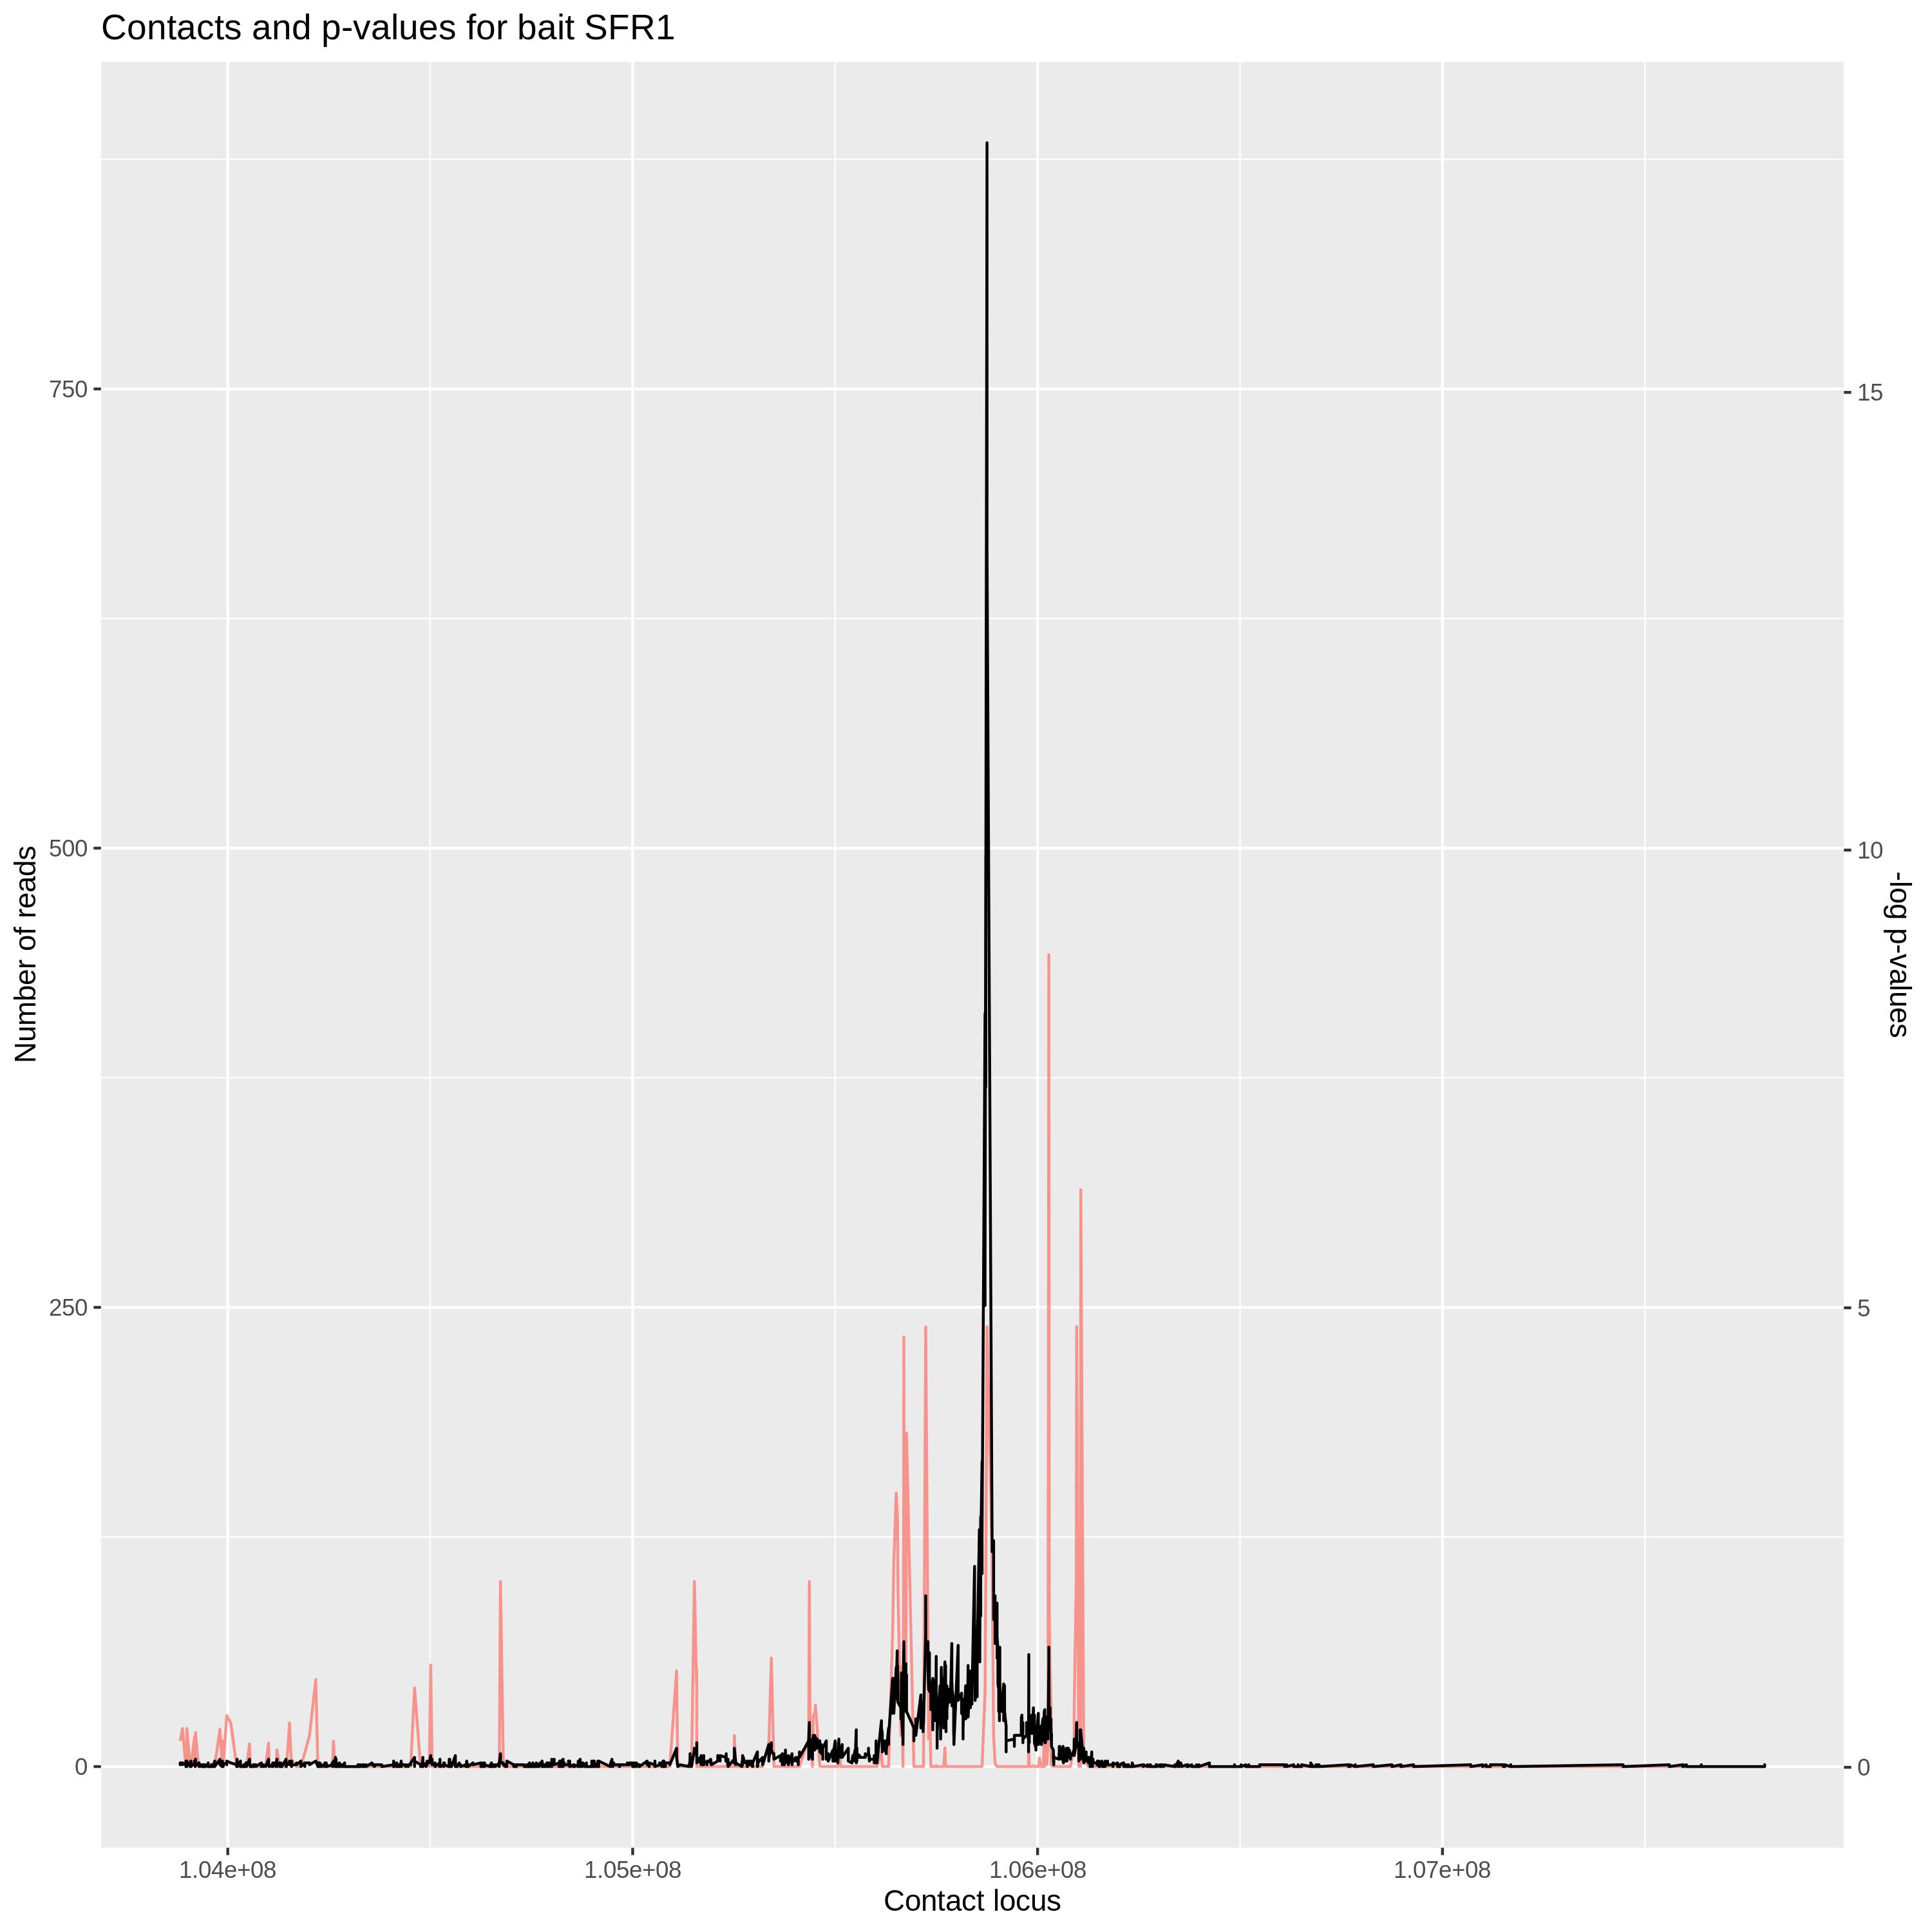 Contacts and p-values for bait SFR1
750
500
250
0
15
10
5
0
Number of reads
-log p-values
1.04e+08
1.05e+08
1.06e+08
1.07e+08
Contact locus